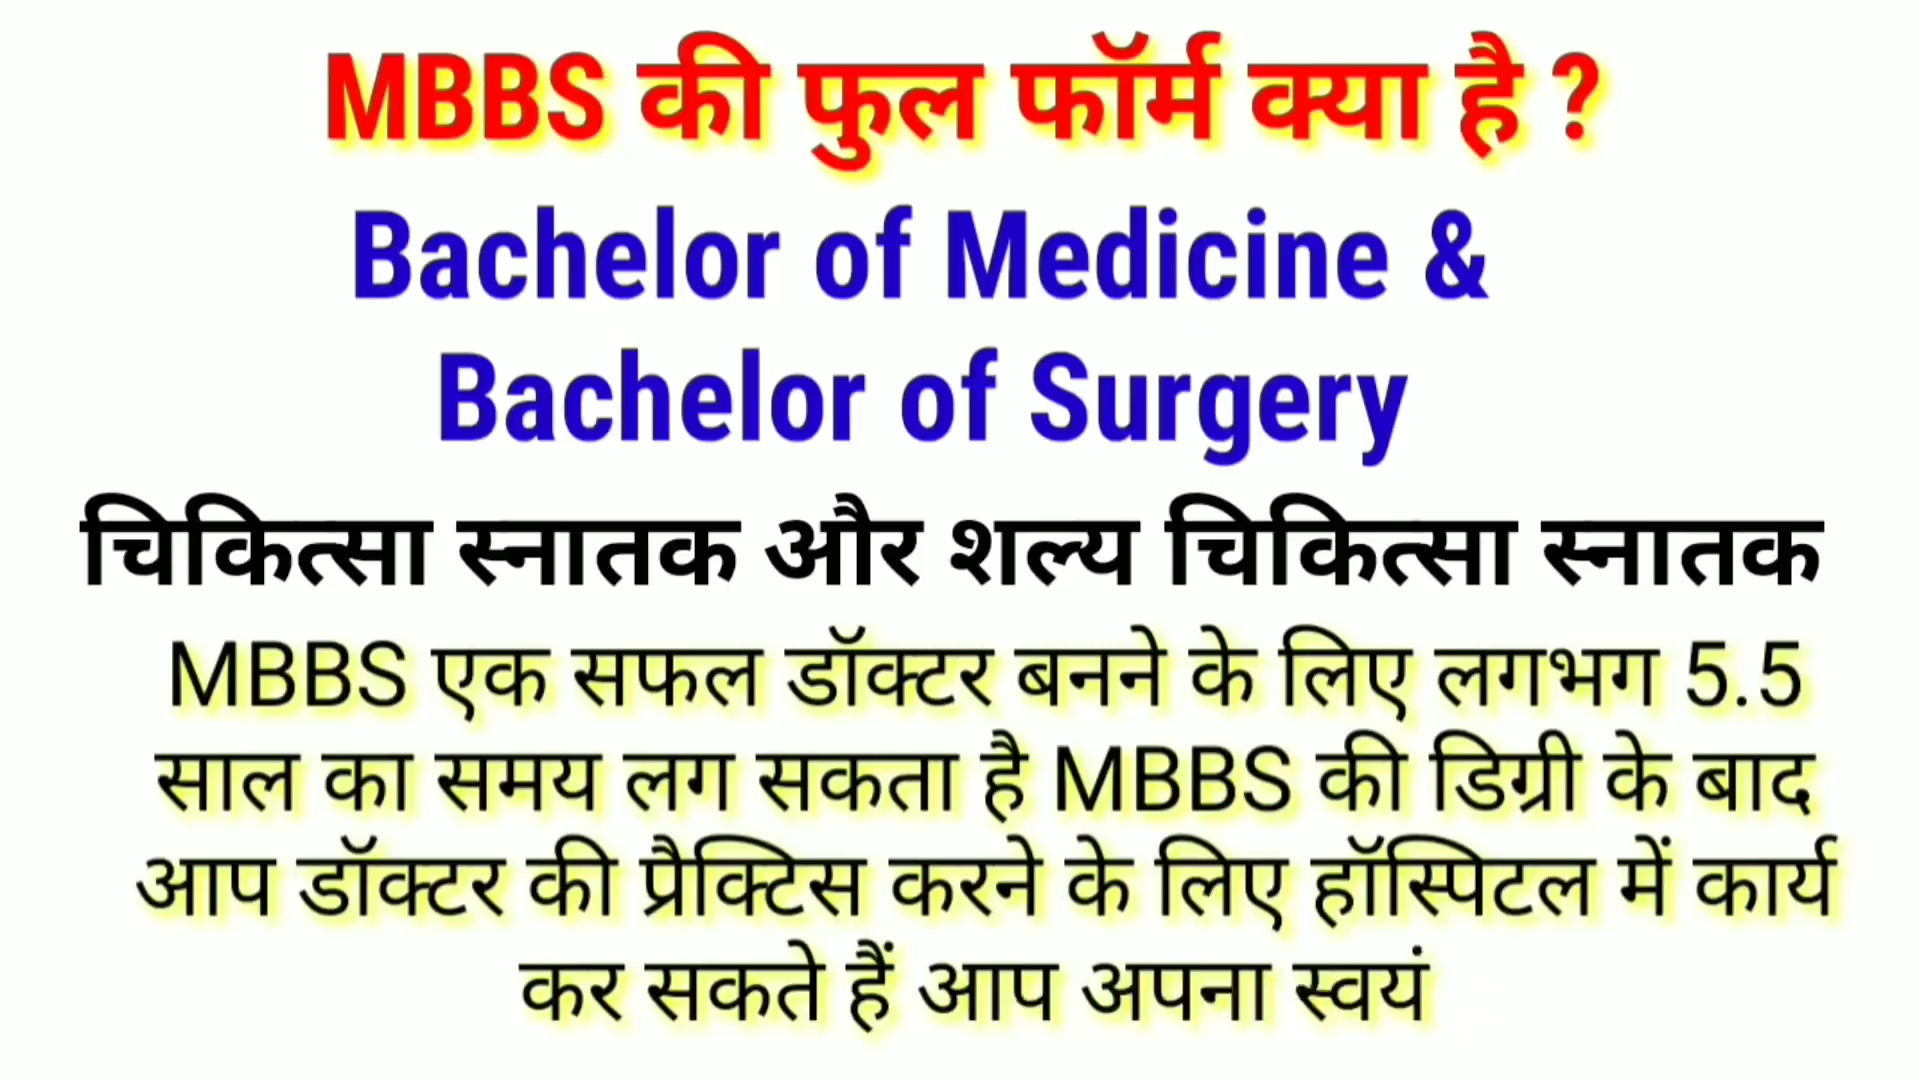 MBBS की फुल फॉर्म क्या है ?
Bachelor of Medicine &
Bachelor of Surgery
चिकित्सा स्नातक और शल्य चिकित्सा स्नातक
MBBS एक सफल डॉक्टर बनने के लिए लगभग 5.5
साल का समय लग सकता है MBBS की डिग्री के बाद
आप डॉक्टर की प्रैक्टिस करने के लिए हॉस्पिटल में कार्य
कर सकते हैं आप अपना स्वयं